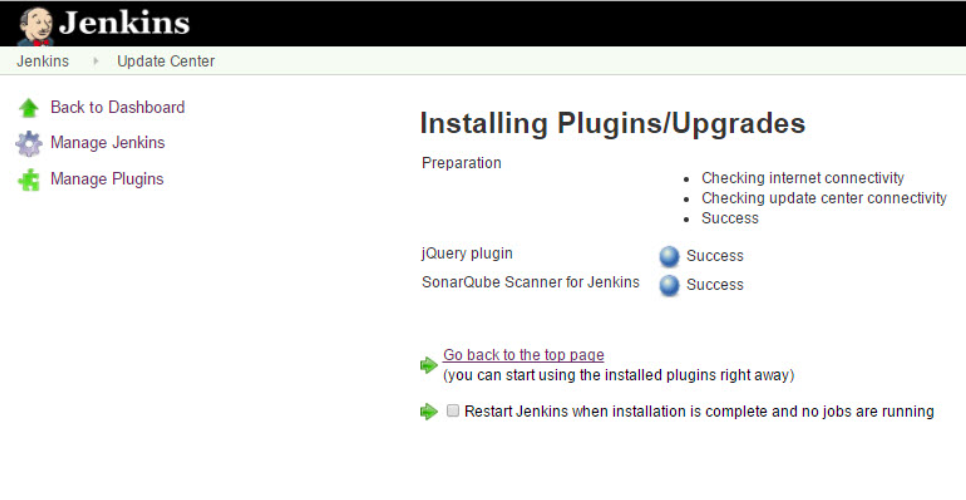 Jenkins
Jenkins Update Center
Back to Dashboard
Manage Jenkins
Manage Plugins
Installing Plugins/Upgrades
Preparation
Checking internet connectivity
Checking update center connectivity
Success
jQuery plugin Success
SonarQube Scanner for Jenkins Success
Go back to the top page
(you can start using the installed plugins right away)
Restart Jenkins when installation is complete and no jobs are running